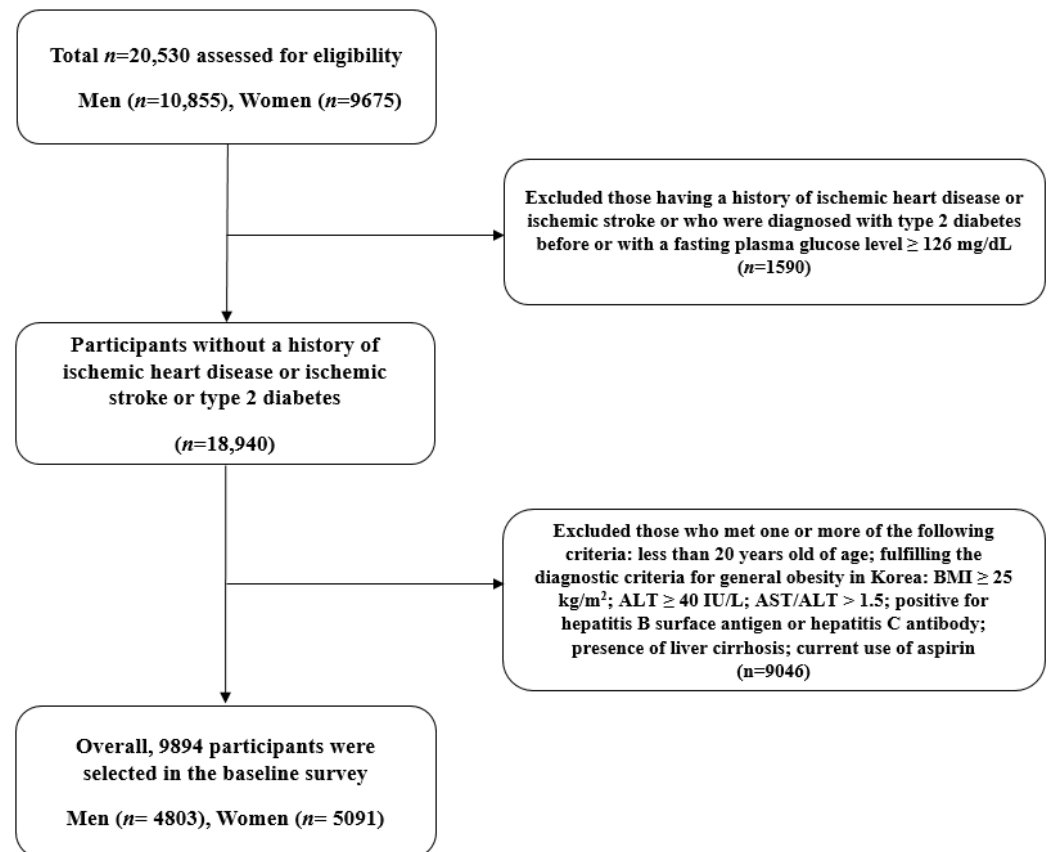 Total n=20,530 assessed for eligibility
Men (n=10,855), Women (n=9675)
Excluded those having a history of ischemic heart disease or
ischemic stroke or who were diagnosed with type 2 diabetes
before or with a fasting plasma glucose level ≥ 126 mg/dL
(n=1590)
Participants without a history of
ischemic heart disease or ischemic
stroke or type 2 diabetes
(n=18,940)
Excluded those who met one or more of the following
criteria: less than 20 years old of age; fulfilling the
diagnostic criteria for general obesity in Korea: BMI ≥ 25
kg/m²; ALT ≥ 40 IU/L; AST/ALT > 1.5; positive for
hepatitis B surface antigen or hepatitis C antibody;
presence of liver cirrhosis; current use of aspirin
(n=9046)
Overall, 9894 participants were
selected in the baseline survey
Men (n= 4803), Women (n= 5091)